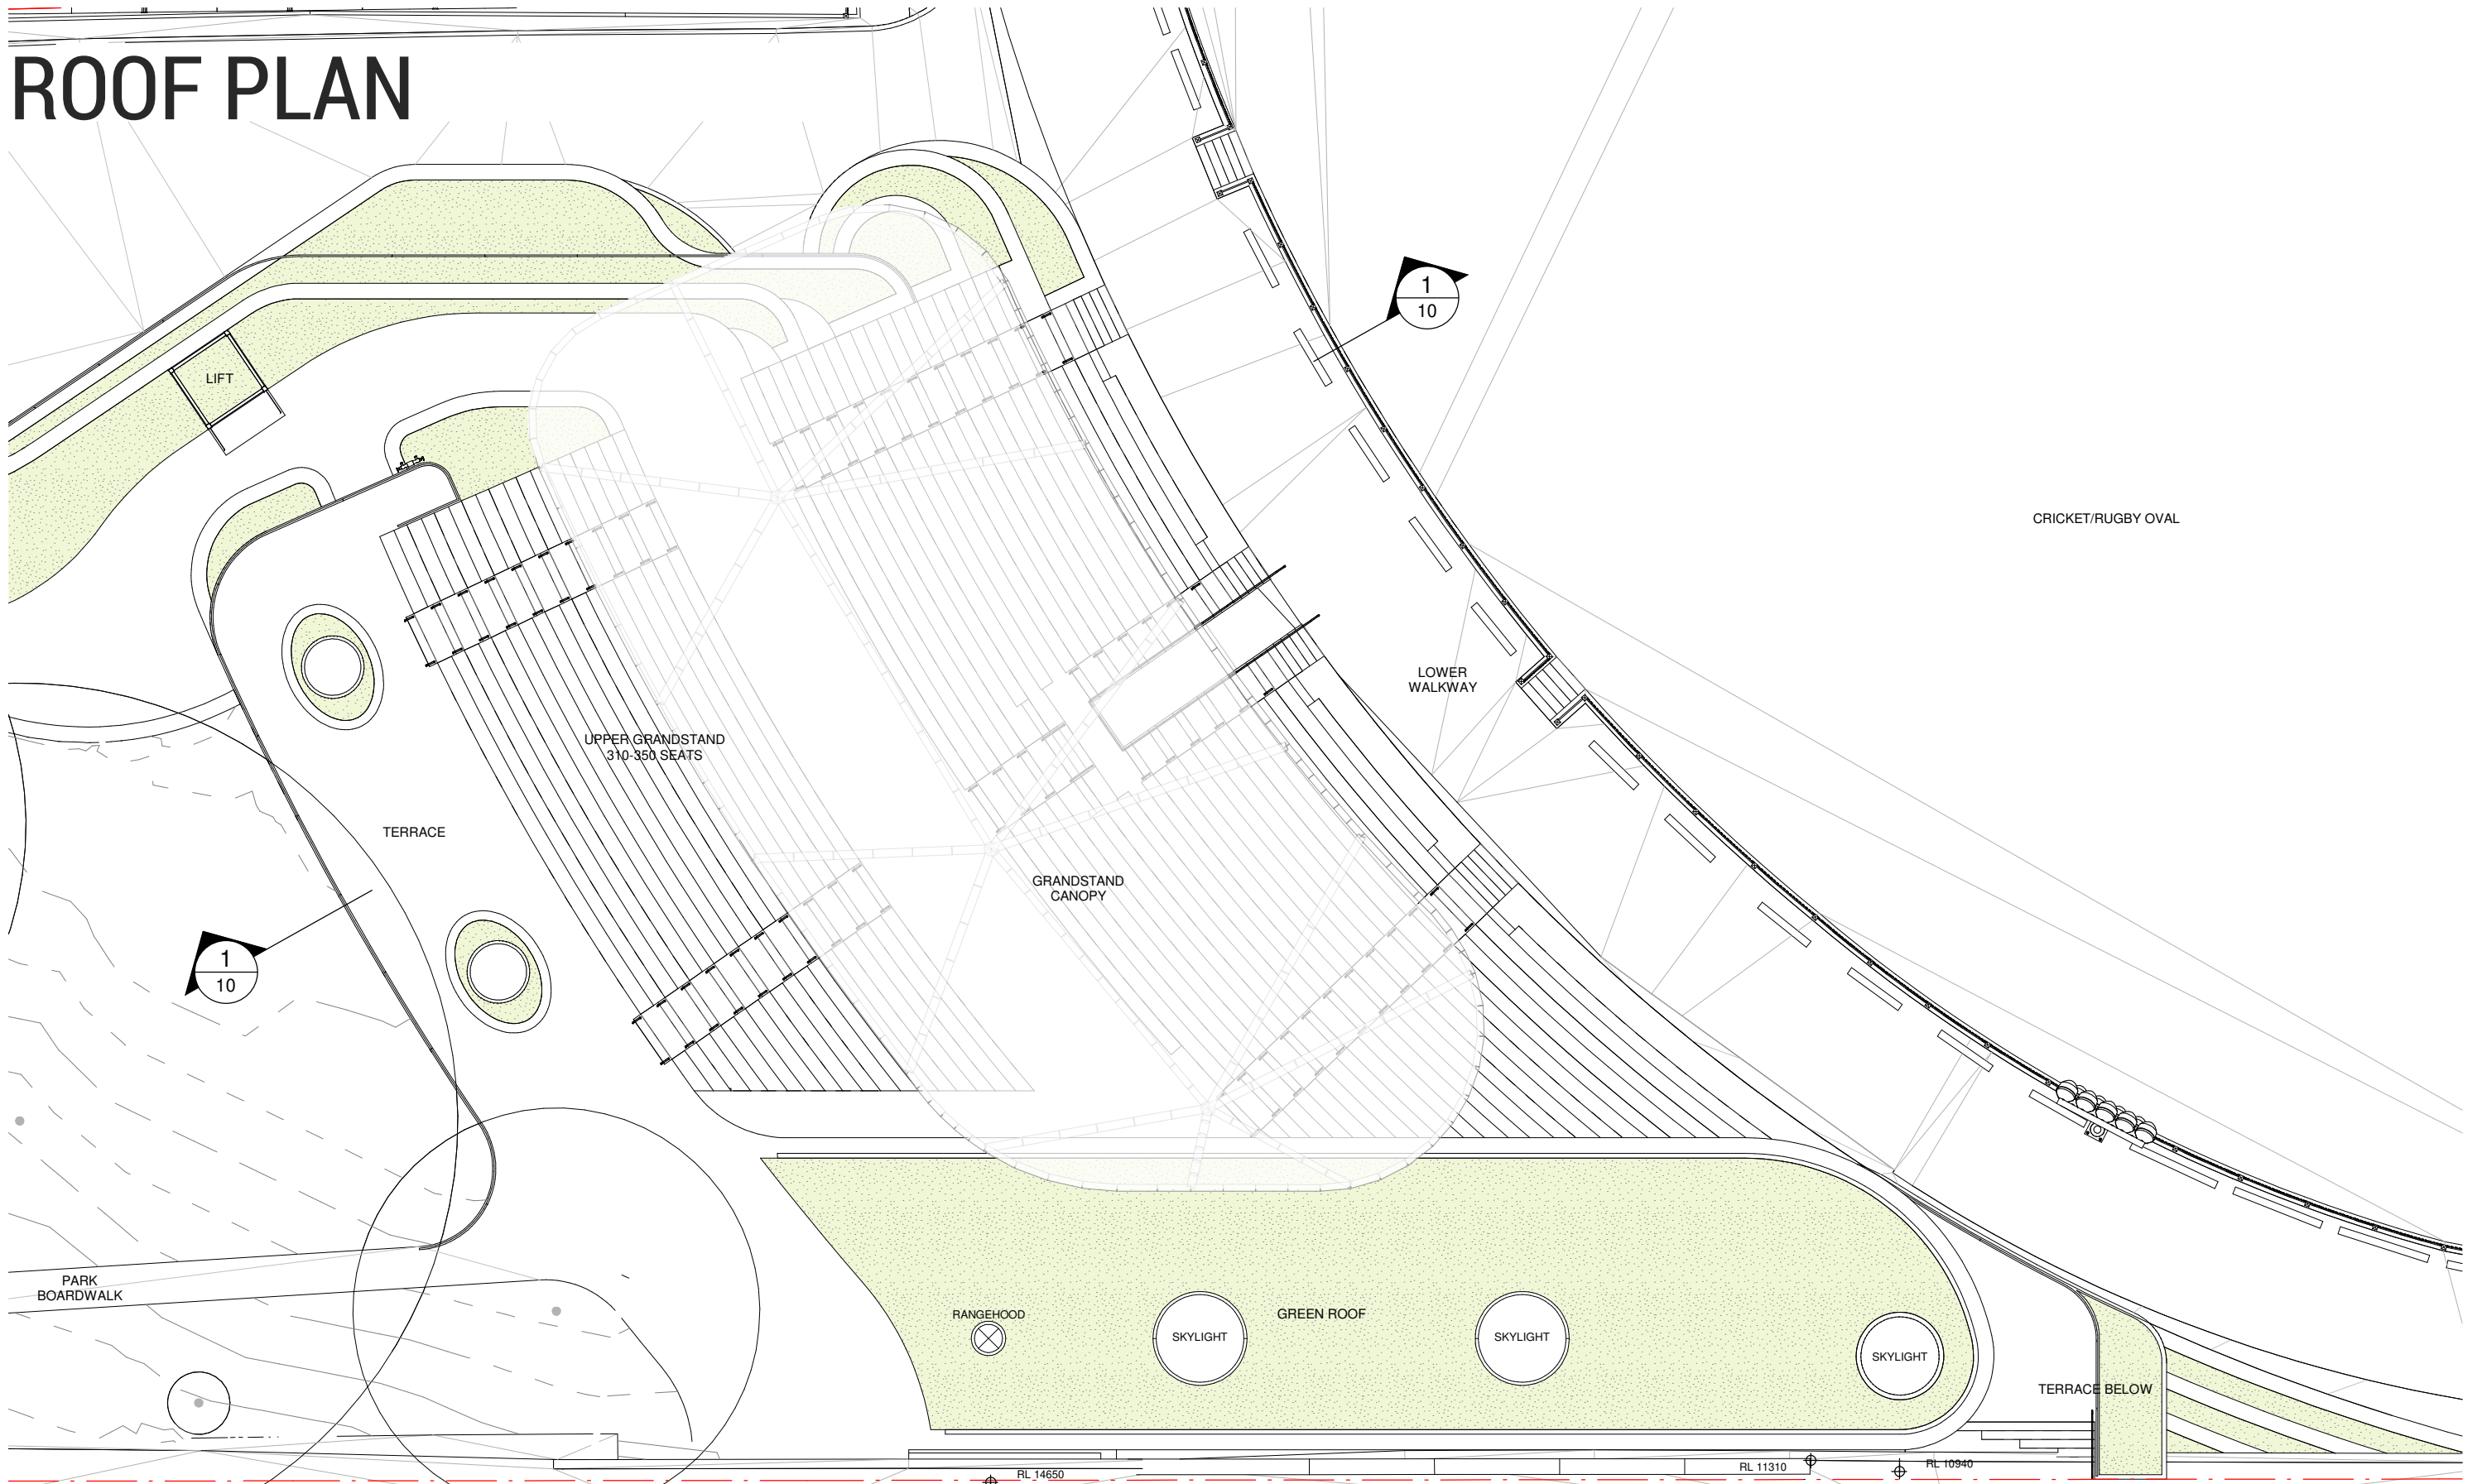 ROOF PLAN
1
10
LIFT
CRICKET/RUGBY OVAL
LOWER
WALKWAY
UPPER GRANDSTAND
310-350 SEATS
TERRACE
GRANDSTAND
CANOPY
1
10
PARK
BOARDWALK
RANGEHOOD
GREEN ROOF
SKYLIGHT
SKYLIGHT
SKYLIGHT
TERRACE BELOW
RL 14650
RL 11310
RL 10940